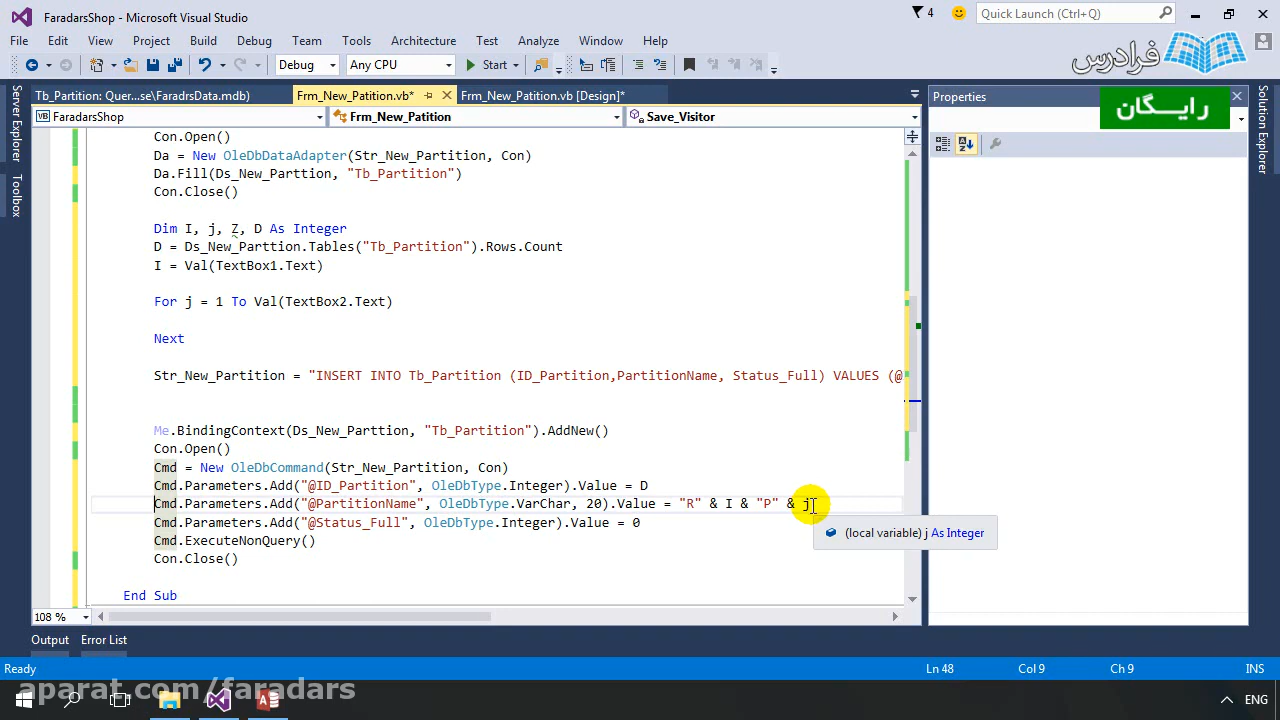 FaradarsShop - Microsoft Visual Studio
4
Quick Launch (Ctrl+Q)
File Edit View Project Build Debug Team Tools Architecture Test Analyze Window Help
فرادرس
Debug Any CPU Start
Tb_Partition: Quer...se\FaradrsData.mdb) Frm_New_Patition.vb* Frm_New_Patition.vb [Design]*
Properties
رایگان
FaradarsShop Frm_New_Patition Save_Visitor
Server Explorer
Toolbox
Solution Explorer
Con.Open()
Da = New OleDbDataAdapter(Str_New_Partition, Con)
Da.Fill(Ds_New_Parttion, "Tb_Partition")
Con.Close()
Dim I, j, Z, D As Integer
D = Ds_New_Parttion.Tables("Tb_Partition").Rows.Count
I = Val(TextBox1.Text)
For j = 1 To Val(TextBox2.Text)
Next
Str_New_Partition = "INSERT INTO Tb_Partition (ID_Partition,PartitionName, Status_Full) VALUES (@
Me.BindingContext(Ds_New_Parttion, "Tb_Partition").AddNew()
Con.Open()
Cmd = New OleDbCommand(Str_New_Partition, Con)
Cmd.Parameters.Add("@ID_Partition", OleDbType.Integer).Value = D
Cmd.Parameters.Add("@PartitionName", OleDbType.VarChar, 20).Value = "R" & I & "P" & j
Cmd.Parameters.Add("@Status_Full", OleDbType.Integer).Value = 0
(local variable) j As Integer
Cmd.ExecuteNonQuery()
Con.Close()
End Sub
108 %
Output Error List
Ready Ln 48 Col 9 Ch 9 INS
aparat.com/faradars
ENG